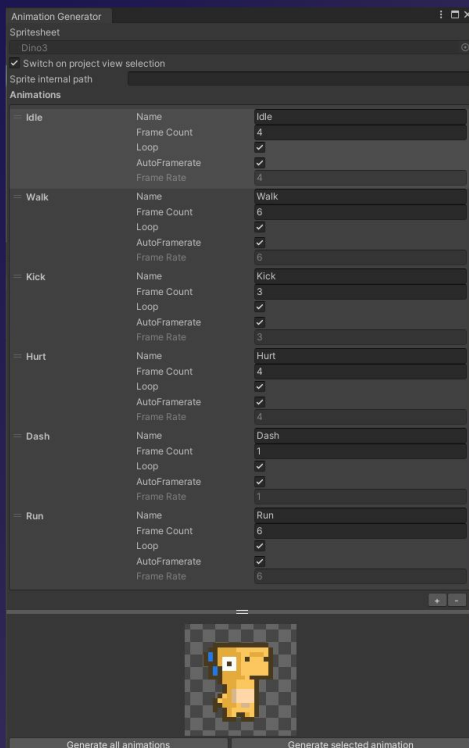 Animation Generator
Spritesheet
Dino3
Switch on project view selection
Sprite internal path
Animations
Idle Name Idle
Frame Count 4
Loop
AutoFramerate
Frame Rate 4
Walk Name Walk
Frame Count 6
Loop
AutoFramerate
Frame Rate 6
Kick Name Kick
Frame Count 3
Loop
AutoFramerate
Frame Rate 3
Hurt Name Hurt
Frame Count 4
Loop
AutoFramerate
Frame Rate 4
Dash Name Dash
Frame Count 1
Loop
AutoFramerate
Frame Rate 1
Run Name Run
Frame Count 6
Loop
AutoFramerate
Frame Rate 6
+ -
Generate all animations Generate selected animation